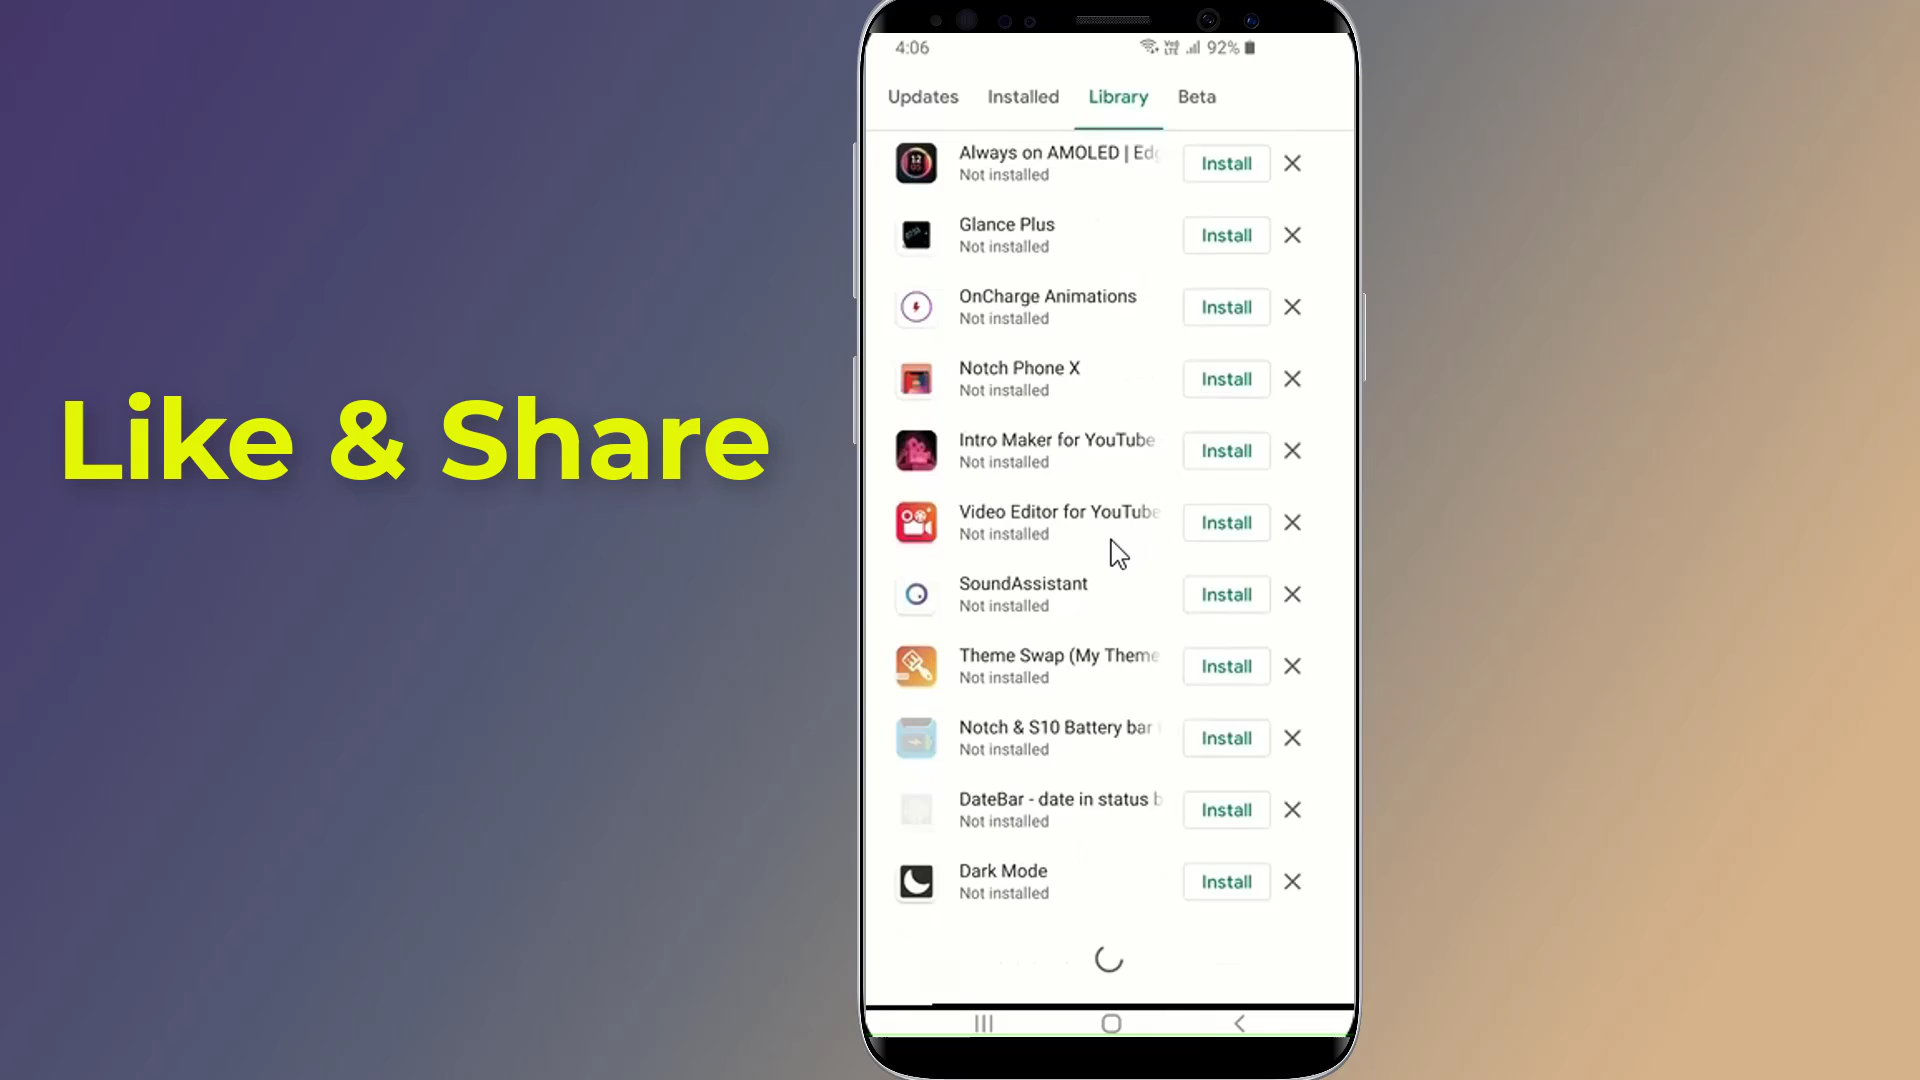 Like & Share
4:06
92%
Updates Installed Library Beta
Always on AMOLED | Edg
Not installed
Install
Glance Plus
Not installed
Install
OnCharge Animations
Not installed
Install
Notch Phone X
Not installed
Install
Intro Maker for YouTube
Not installed
Install
Video Editor for YouTube
Not installed
Install
SoundAssistant
Not installed
Install
Theme Swap (My Theme
Not installed
Install
Notch & S10 Battery bar
Not installed
Install
DateBar - date in status b
Not installed
Install
Dark Mode
Not installed
Install